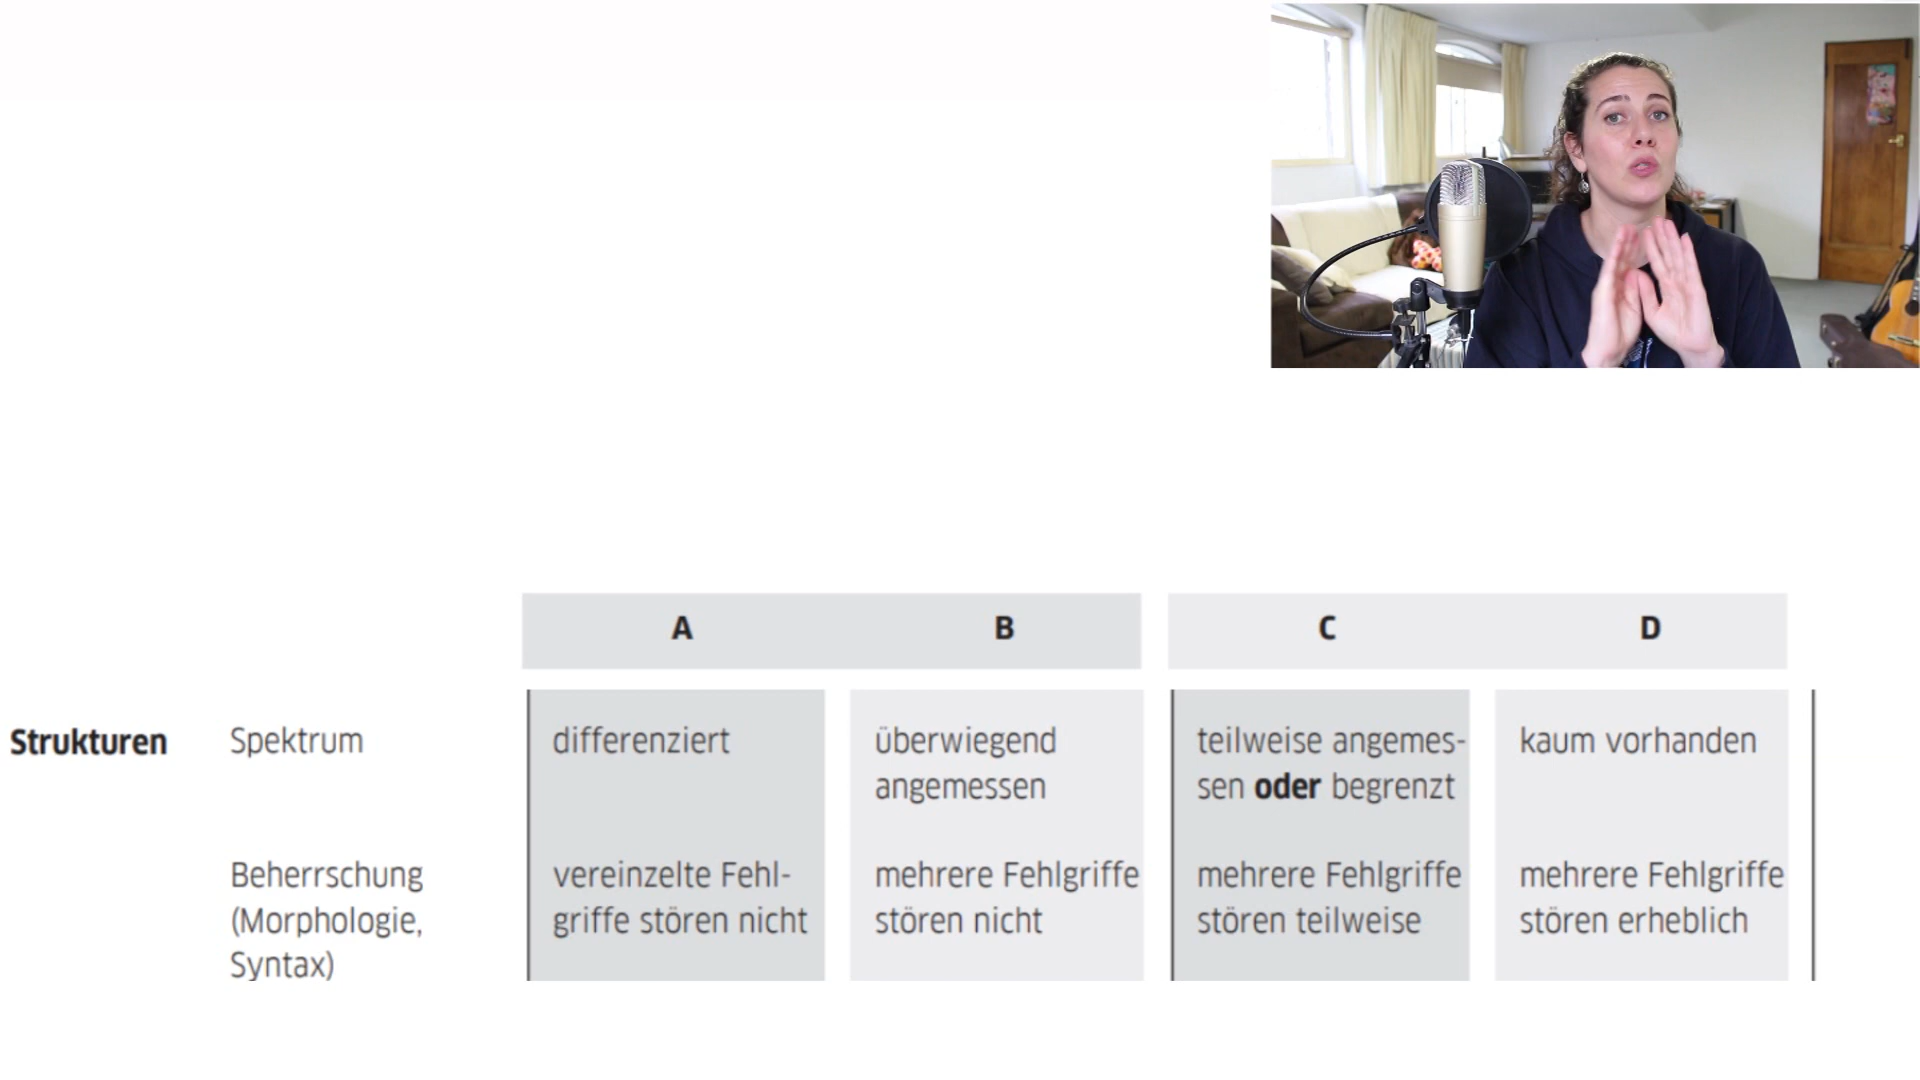 A B C D
Strukturen Spektrum differenziert überwiegend teilweise angemes- kaum vorhanden
angemessen sen oder begrenzt
Beherrschung vereinzelte Fehl- mehrere Fehlgriffe mehrere Fehlgriffe mehrere Fehlgriffe
(Morphologie, griffe stören nicht stören nicht stören teilweise stören erheblich
Syntax)